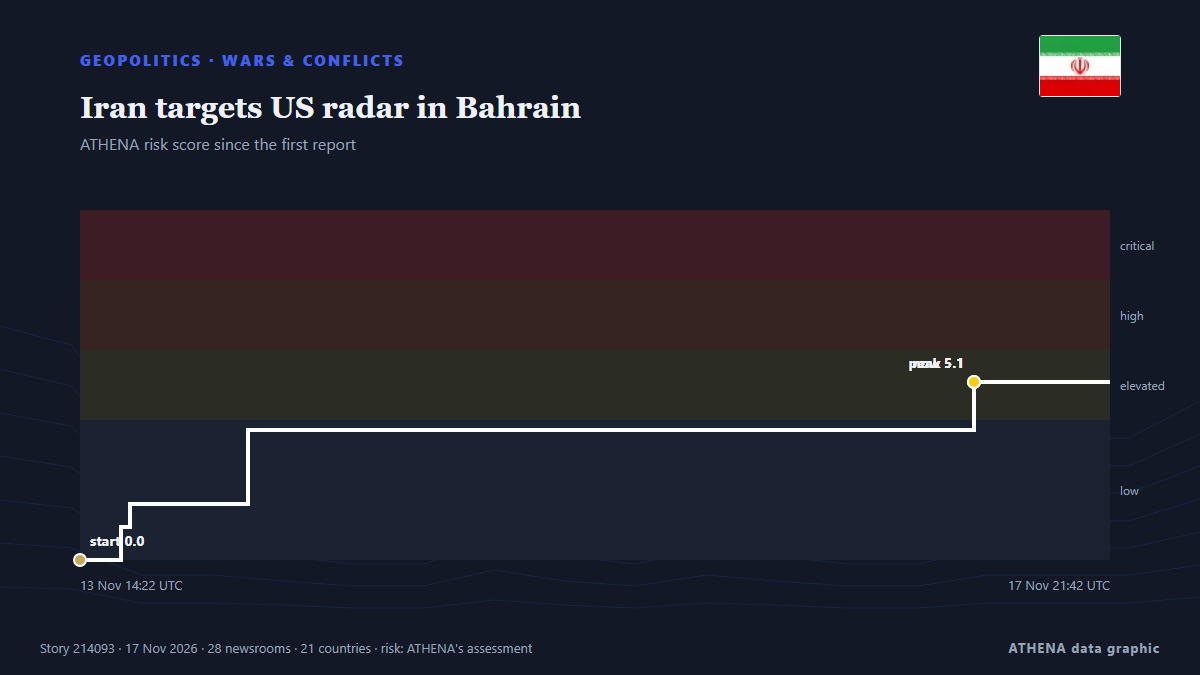 GEOPOLITICS · WARS & CONFLICTS
Iran targets US radar in Bahrain
ATHENA risk score since the first report
critical
high
peak 5.1
elevated
low
start 0.0
13 Nov 14:22 UTC
17 Nov 21:42 UTC
Story 214093 · 17 Nov 2026 · 28 newsrooms · 21 countries · risk: ATHENA's assessment
ATHENA data graphic